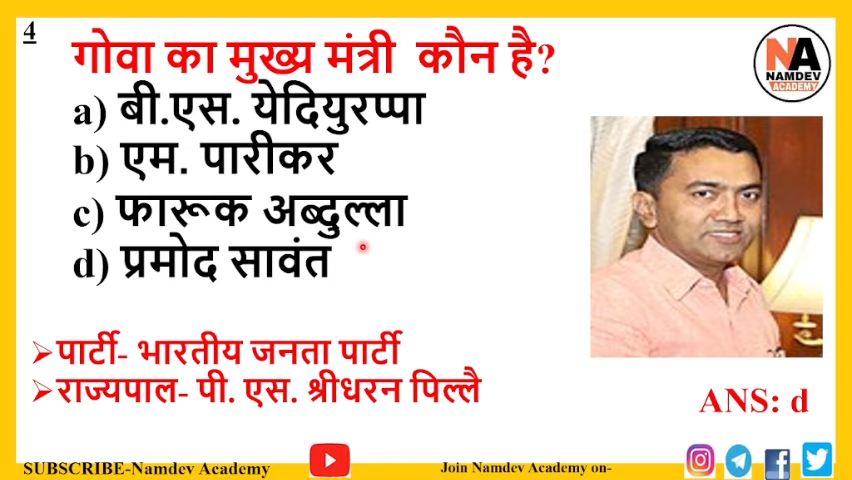 4
गोवा का मुख्य मंत्री कौन है?
a) बी.एस. येदियुरप्पा
b) एम. पारीकर
c) फारूक अब्दुल्ला
d) प्रमोद सावंत
NA
NAMDEV
ACADEMY
➢पार्टी- भारतीय जनता पार्टी
➢राज्यपाल- पी. एस. श्रीधरन पिल्लै
ANS: d
SUBSCRIBE-Namdev Academy
Join Namdev Academy on-